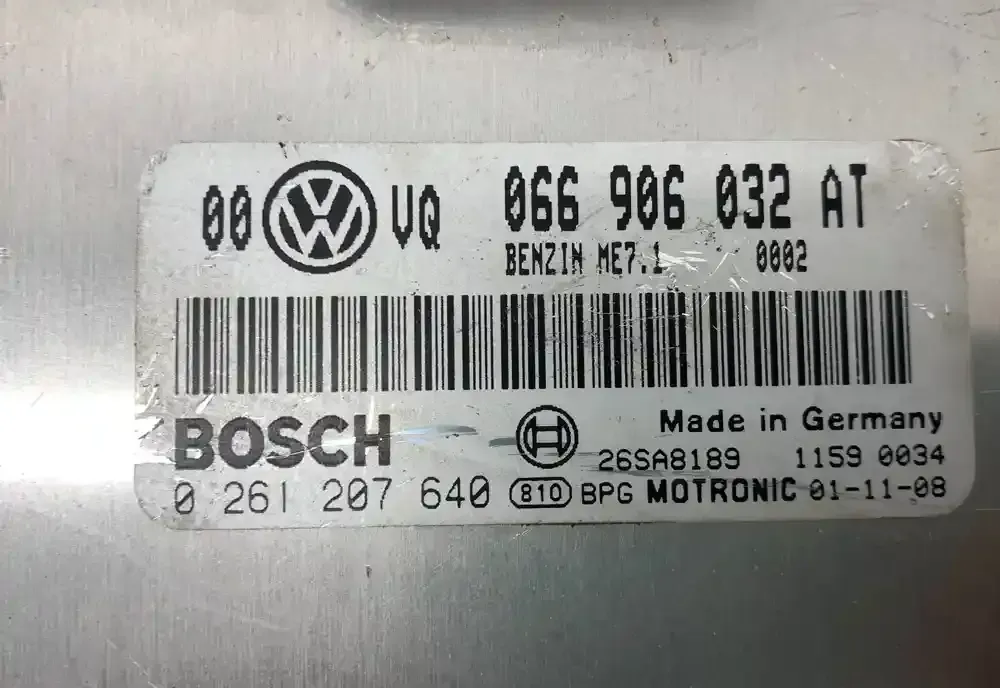 00 VW VQ 066 906 032 AT
BENZIN ME7.1 0002
BOSCH Made in Germany
26SA8189 1159 0034
0 261 207 640 810 BPG MOTRONIC 01-11-08